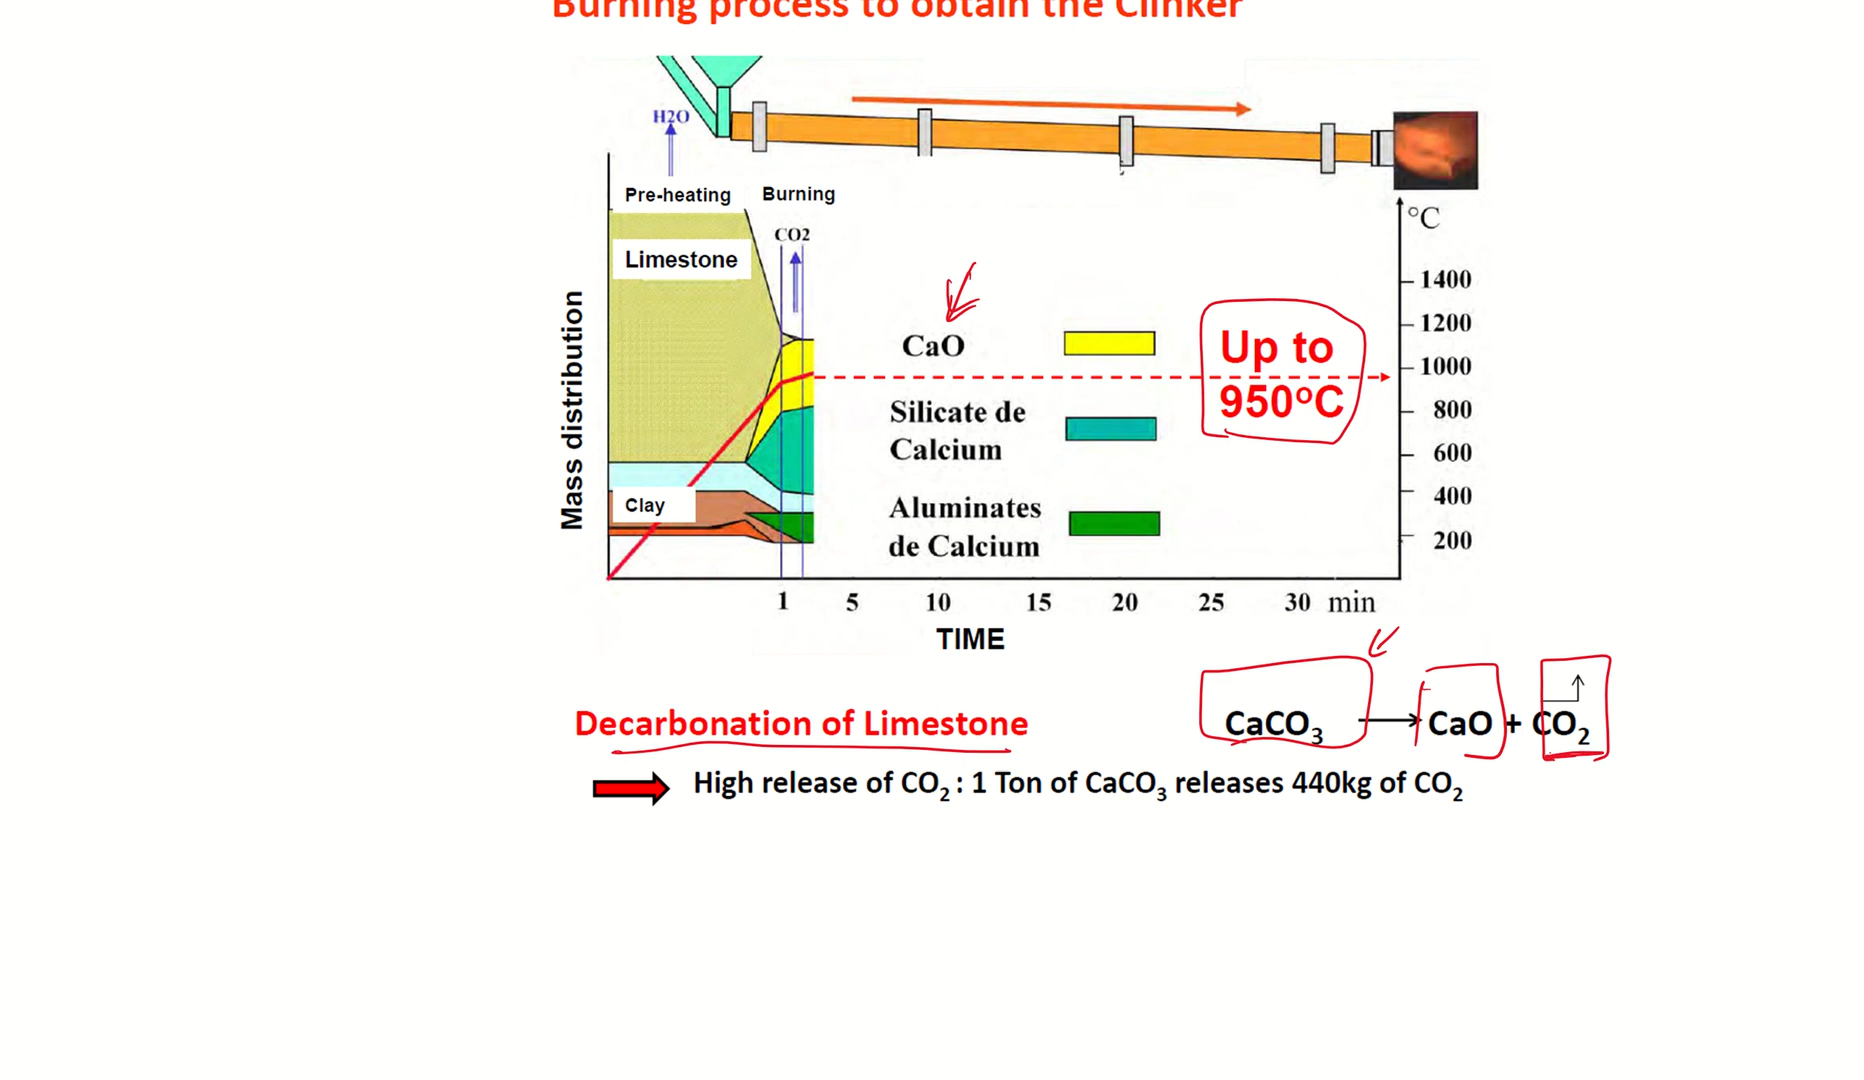 Burning process to obtain the Clinker
H2O
Pre-heating
Burning
°C
CO2
Limestone
1400
1200
CaO
Up to
950°C
1000
Silicate de
Calcium
800
600
Mass distribution
Clay
400
Aluminates
de Calcium
200
1 5 10 15 20 25 30 min
TIME
Decarbonation of Limestone
CaCO₃ → CaO + CO₂ ↑
High release of CO₂ : 1 Ton of CaCO₃ releases 440kg of CO₂